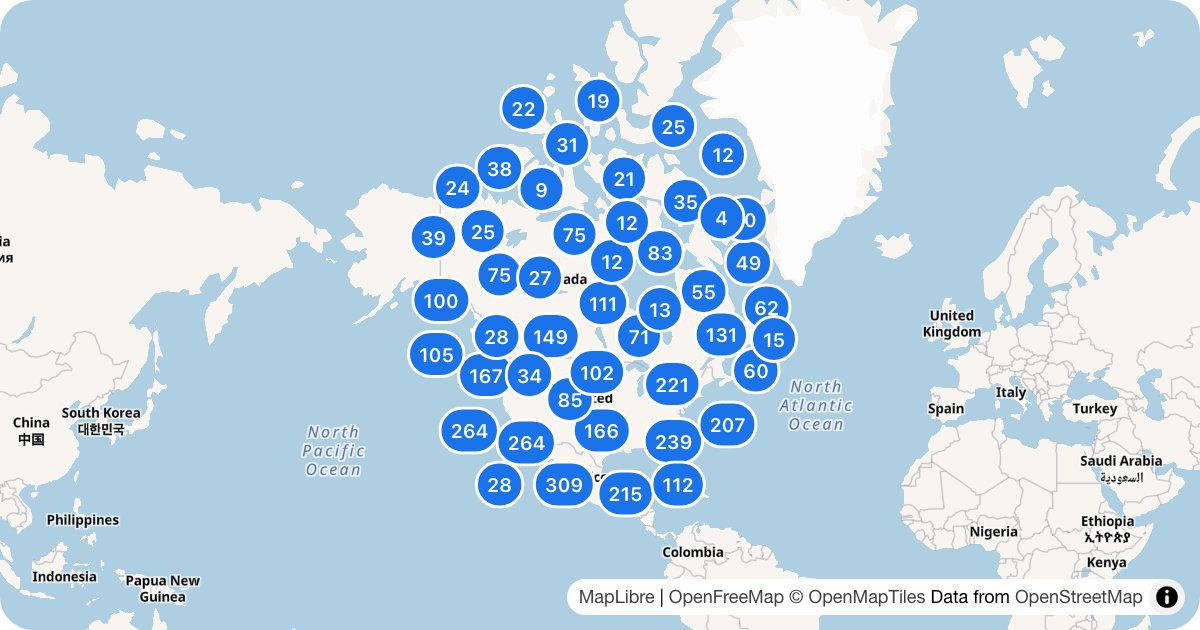 19
22
25
31
12
38
21
24
9
35
4
0
12
25
75
39
83
12
49
75
27
ada
55
100
111
62
13
131
28
149
71
15
105
102
60
167
34
221
85
ted
207
264
166
264
239
28
309
112
215
North
Pacific
Ocean
North
Atlantic
Ocean
United
Kingdom
Italy
Spain
Turkey
China
中国
South Korea
대한민국
Saudi Arabia
السعودية
Philippines
Nigeria
Ethiopia
ኢትዮጵያ
Colombia
Kenya
Indonesia
Papua New
Guinea
MapLibre | OpenFreeMap © OpenMapTiles Data from OpenStreetMap